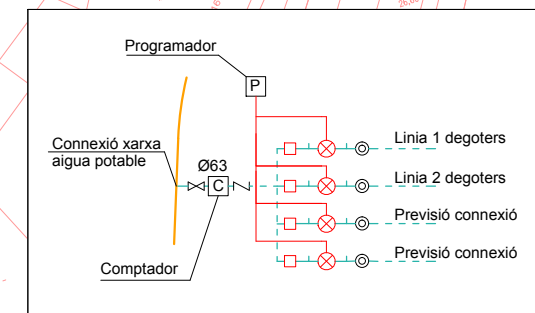 Programador
P
Linia 1 degoters
Connexió xarxa
aigua potable
Ø63
C
Linia 2 degoters
Previsió connexió
Previsió connexió
Comptador